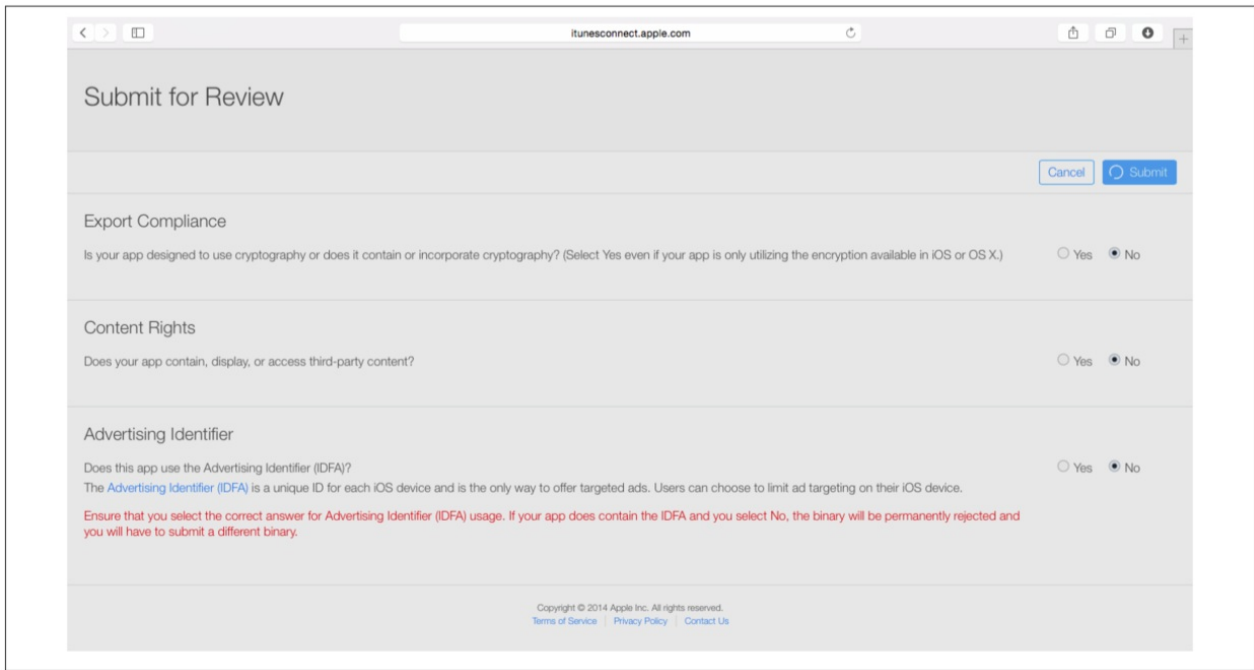 itunesconnect.apple.com
Submit for Review
Cancel Submit
Export Compliance
Is your app designed to use cryptography or does it contain or incorporate cryptography? (Select Yes even if your app is only utilizing the encryption available in iOS or OS X.) Yes No
Content Rights
Does your app contain, display, or access third-party content? Yes No
Advertising Identifier
Does this app use the Advertising Identifier (IDFA)? Yes No
The Advertising Identifier (IDFA) is a unique ID for each iOS device and is the only way to offer targeted ads. Users can choose to limit ad targeting on their iOS device.
Ensure that you select the correct answer for Advertising Identifier (IDFA) usage. If your app does contain the IDFA and you select No, the binary will be permanently rejected and
you will have to submit a different binary.
Copyright © 2014 Apple Inc. All rights reserved.
Terms of Service | Privacy Policy | Contact Us